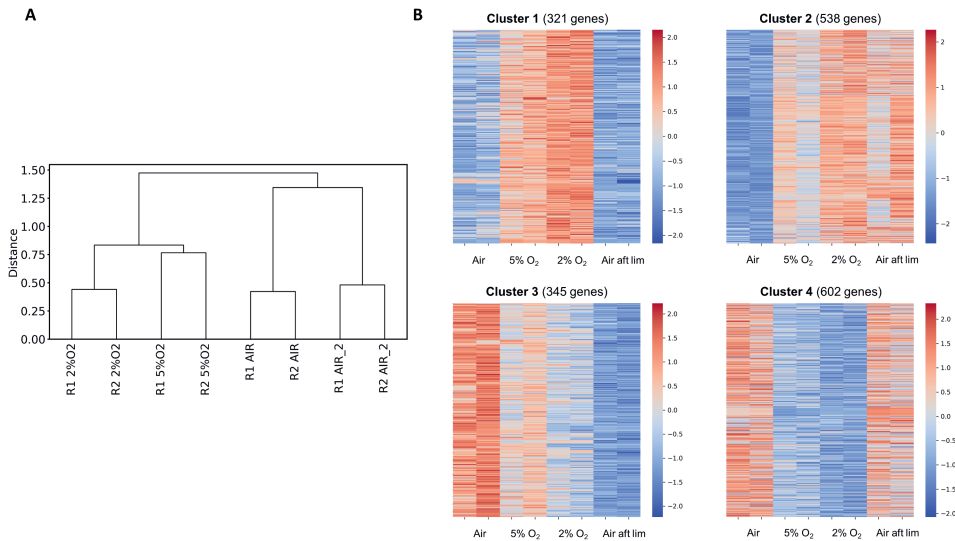 A
B
Cluster 1 (321 genes)
Cluster 2 (538 genes)
2.0
1.5
1.0
0.5
0.0
−0.5
−1.0
−1.5
−2.0
2
1
0
−1
−2
Air 5% O2 2% O2 Air aft lim
Air 5% O2 2% O2 Air aft lim
1.50
1.25
1.00
0.75
0.50
0.25
0.00
Distance
R1 2%O2
R2 2%O2
R1 5%O2
R2 5%O2
R1 AIR
R2 AIR
R1 AIR_2
R2 AIR_2
Cluster 3 (345 genes)
Cluster 4 (602 genes)
2.0
1.5
1.0
0.5
0.0
−0.5
−1.0
−1.5
−2.0
2.0
1.5
1.0
0.5
0.0
−0.5
−1.0
−1.5
−2.0
Air 5% O2 2% O2 Air aft lim
Air 5% O2 2% O2 Air aft lim